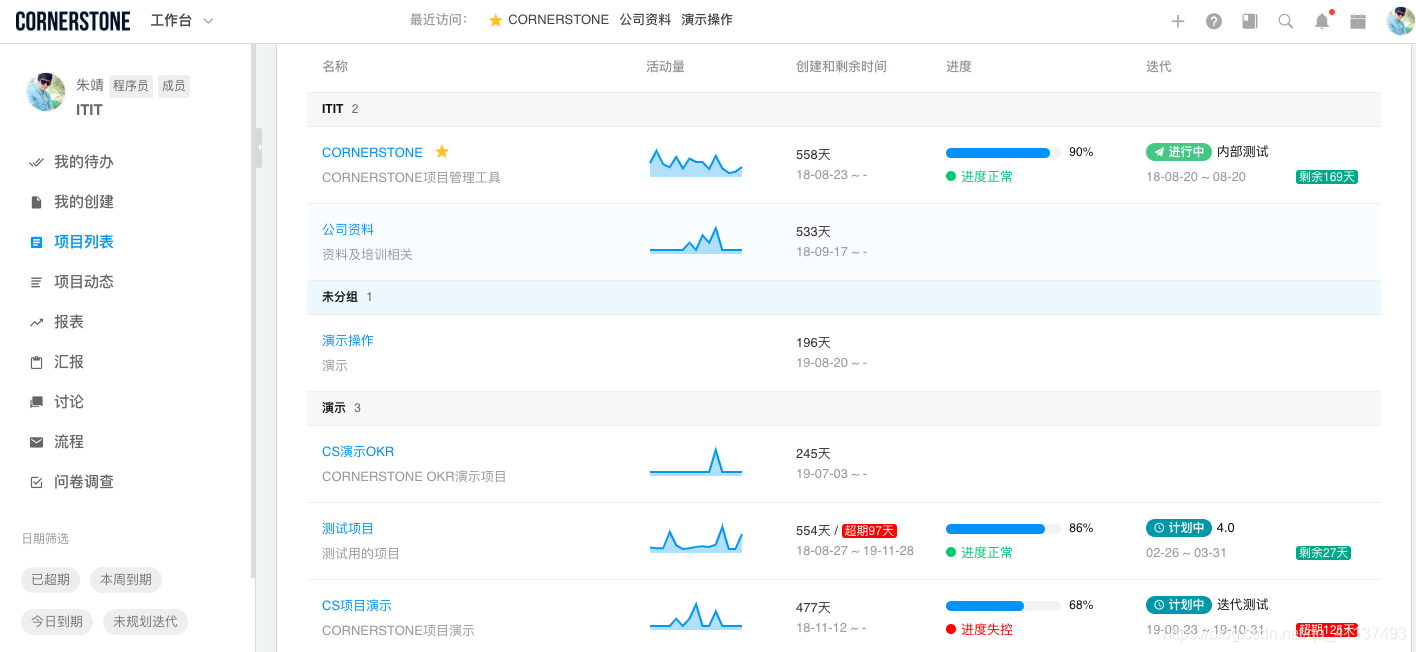 CORNERSTONE 工作台 最近访问: CORNERSTONE 公司资料 演示操作
朱靖 程序员 成员
ITIT
我的待办
我的创建
项目列表
项目动态
报表
汇报
讨论
流程
问卷调查
日期筛选
已超期 本周到期
今日到期 未规划迭代
名称 活动量 创建和剩余时间 进度 迭代
ITIT 2
CORNERSTONE 558天 90% 进行中 内部测试
CORNERSTONE项目管理工具 18-08-23 ~ - 进度正常 18-08-20 ~ 08-20 剩余169天
公司资料 533天
资料及培训相关 18-09-17 ~ -
未分组 1
演示操作 196天
演示 19-08-20 ~ -
演示 3
CS演示OKR 245天
CORNERSTONE OKR演示项目 19-07-03 ~ -
测试项目 554天 / 超期97天 86% 计划中 4.0
测试用的项目 18-08-27 ~ 19-11-28 进度正常 02-26 ~ 03-31 剩余27天
CS项目演示 477天 68% 计划中 迭代测试
CORNERSTONE项目演示 18-11-12 ~ - 进度失控 19-09-23 ~ 19-10-31 超期125天